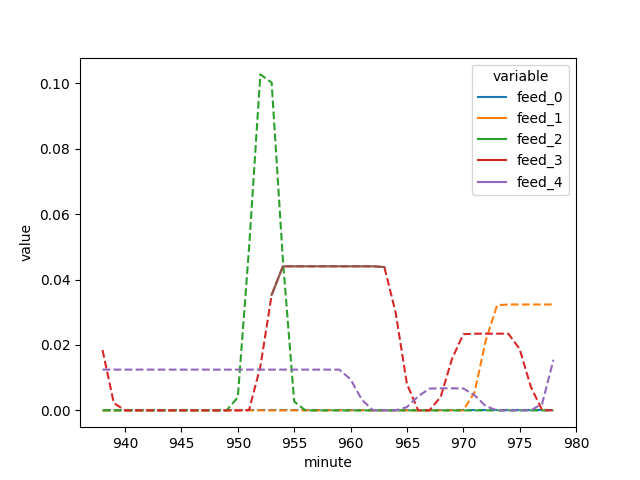 0.10
0.08
0.06
0.04
0.02
0.00
value
variable
feed_0
feed_1
feed_2
feed_3
feed_4
940 945 950 955 960 965 970 975 980
minute